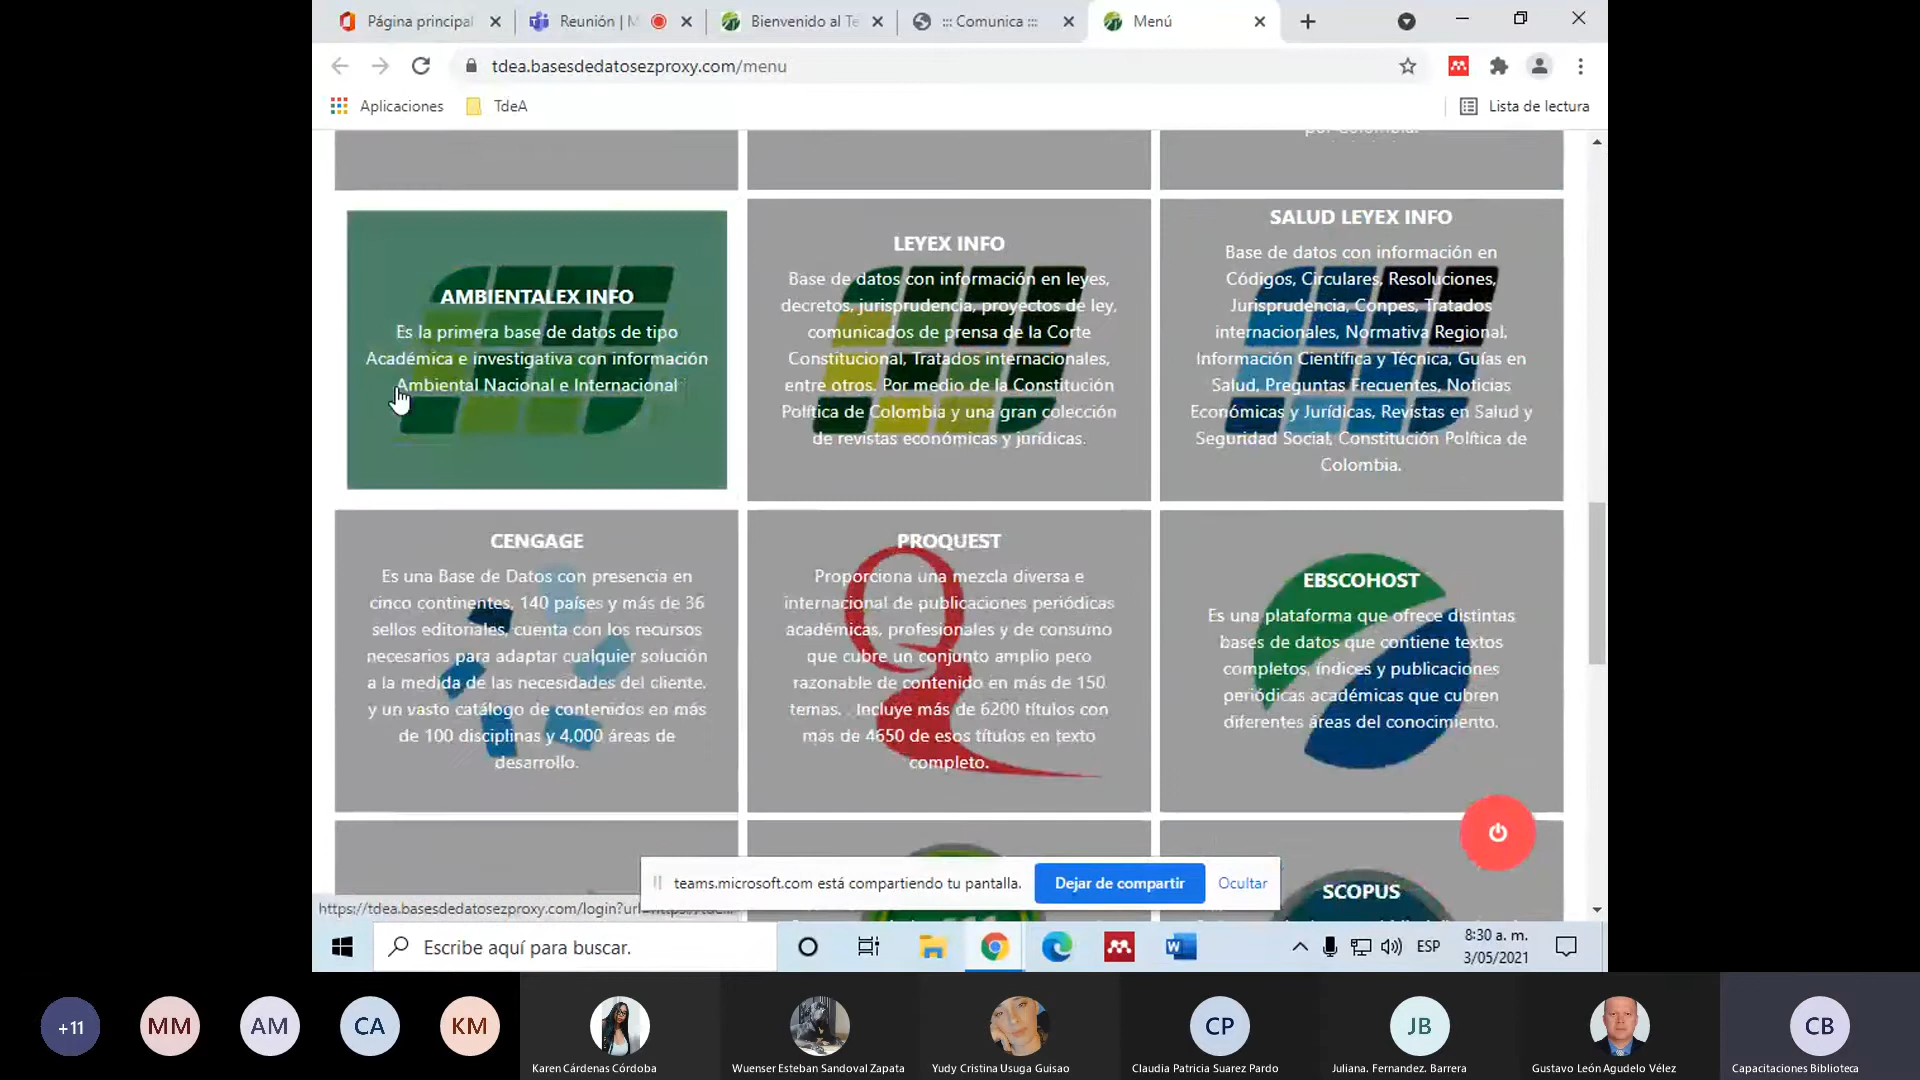 Página principal
Reunión | M
Bienvenido al Te
::: Comunica :::
Menú
tdea.basesdedatosezproxy.com/menu
Aplicaciones
TdeA
Lista de lectura
por Colombia.
AMBIENTALEX INFO
Es la primera base de datos de tipo
Académica e investigativa con información
Ambiental Nacional e Internacional
LEYEX INFO
Base de datos con información en leyes,
decretos, jurisprudencia, proyectos de ley,
comunicados de prensa de la Corte
Constitucional, Tratados internacionales,
entre otros. Por medio de la Constitución
Política de Colombia y una gran colección
de revistas económicas y jurídicas.
SALUD LEYEX INFO
Base de datos con información en
Códigos, Circulares, Resoluciones,
Jurisprudencia, Conpes, Tratados
internacionales, Normativa Regional,
Información Científica y Técnica, Guías en
Salud, Preguntas Frecuentes, Noticias
Económicas y Jurídicas, Revistas en Salud y
Seguridad Social, Constitución Política de
Colombia.
CENGAGE
Es una Base de Datos con presencia en
cinco continentes, 140 países y más de 36
sellos editoriales, cuenta con los recursos
necesarios para adaptar cualquier solución
a la medida de las necesidades del cliente.
y un vasto catálogo de contenidos en más
de 100 disciplinas y 4,000 áreas de
desarrollo.
PROQUEST
Proporciona una mezcla diversa e
internacional de publicaciones periódicas
académicas, profesionales y de consumo
que cubre un conjunto amplio pero
razonable de contenido en más de 150
temas. . Incluye más de 6200 títulos con
más de 4650 de esos títulos en texto
completo.
EBSCOHOST
Es una plataforma que ofrece distintas
bases de datos que contiene textos
completos, índices y publicaciones
periódicas académicas que cubren
diferentes áreas del conocimiento.
SCOPUS
teams.microsoft.com está compartiendo tu pantalla.
Dejar de compartir
Ocultar
https://tdea.basesdedatosezproxy.com/login?url=https://tde...
Escribe aquí para buscar.
ESP
8:30 a. m.
3/05/2021
+11
MM
AM
CA
KM
CP
JB
CB
Karen Cárdenas Córdoba
Wuenser Esteban Sandoval Zapata
Yudy Cristina Usuga Guisao
Claudia Patricia Suarez Pardo
Juliana. Fernandez. Barrera
Gustavo León Agudelo Vélez
Capacitaciones Biblioteca